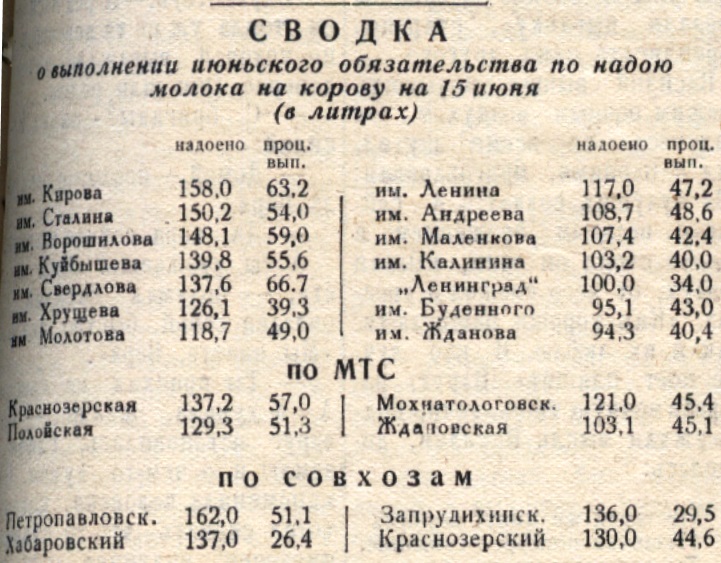 СВОДКА
о выполнении июньского обязательства по надою
молока на корову на 15 июня
(в литрах)
надоено проц. вып. надоено проц. вып.
им. Кирова 158,0 63,2 им. Ленина 117,0 47,2
им. Сталина 150,2 54,0 им. Андреева 108,7 48,6
им. Ворошилова 148,1 59,0 им. Маленкова 107,4 42,4
им. Куйбышева 139,8 55,6 им. Калинина 103,2 40,0
им. Свердлова 137,6 66.7 „Ленинград“ 100,0 34,0
им. Хрущева 126,1 39,3 им. Буденного 95,1 43,0
им Молотова 118,7 49,0 им. Жданова 94,3 40,4
по МТС
Краснозерская 137,2 57,0 Мохнатологовск. 121,0 45,4
Полойская 129,3 51,3 Ждановская 103,1 45,1
по совхозам
Петропавловск. 162,0 51,1 Запрудихинск. 136,0 29,5
Хабаровский 137,0 26,4 Краснозерский 130,0 44,6